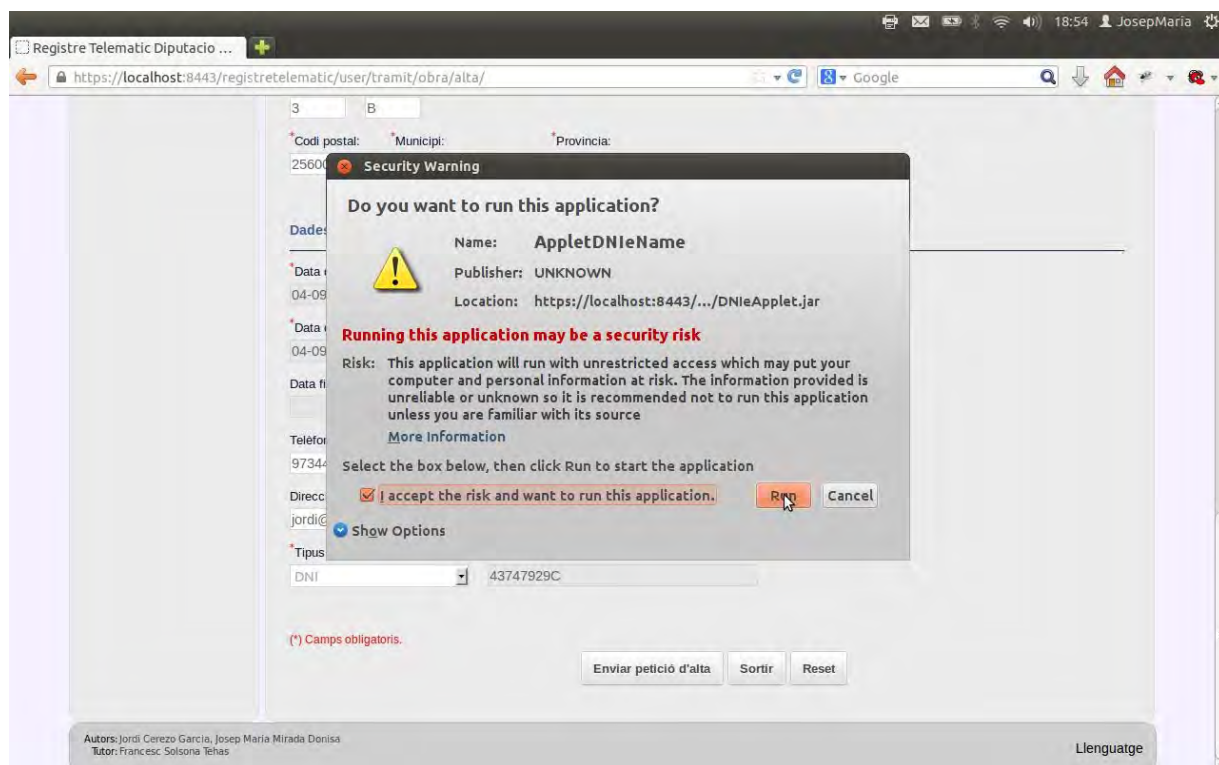 18:54 JosepMaria
Registre Telematic Diputacio ...
https://localhost:8443/registretelematic/user/tramit/obra/alta/
Google
3 B
*Codi postal: *Municipi: *Provincia:
25600
Security Warning
Do you want to run this application?
Dades
Name: AppletDNIeName
*Data
Publisher: UNKNOWN
04-09
Location: https://localhost:8443/.../DNIeApplet.jar
*Data
Running this application may be a security risk
04-09
Risk: This application will run with unrestricted access which may put your
computer and personal information at risk. The information provided is
Data fi
unreliable or unknown so it is recommended not to run this application
unless you are familiar with its source
More Information
Telèfon
97344
Select the box below, then click Run to start the application
Direcc
I accept the risk and want to run this application. Run Cancel
jordi@
Show Options
*Tipus
DNI 43747929C
(*) Camps obligatoris.
Enviar petició d'alta Sortir Reset
Autors: Jordi Cerezo Garcia, Josep Maria Mirada Donisa
Tutor: Francesc Solsona Tehas
Llenguatge